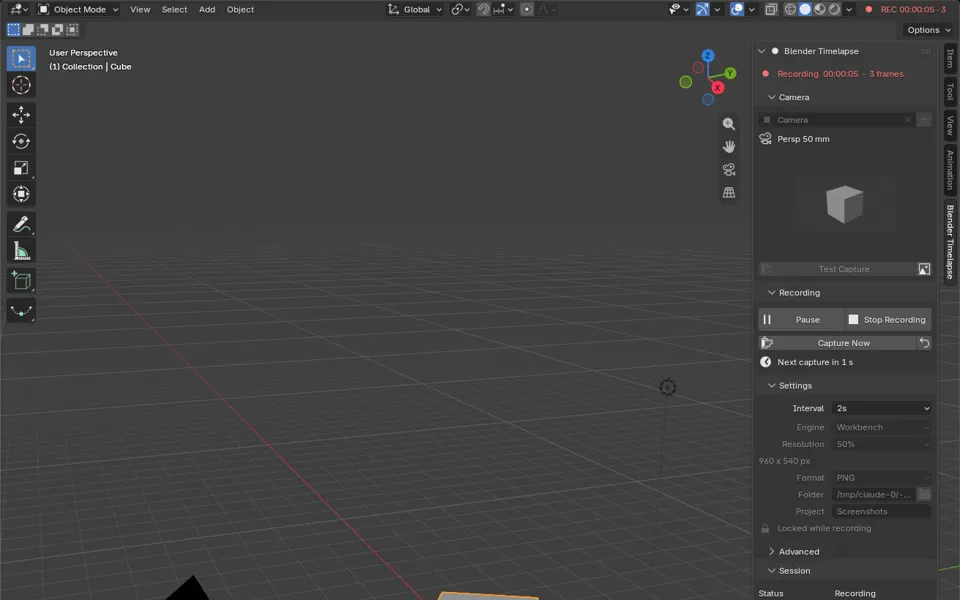 Object Mode View Select Add Object Global REC 00:00:05 · 3
Options
User Perspective
(1) Collection | Cube
Z
Y
X
Blender Timelapse
Recording 00:00:05 · 3 frames
Camera
Camera
Persp 50 mm
Test Capture
Recording
Pause Stop Recording
Capture Now
Next capture in 1 s
Settings
Interval 2s
Engine Workbench
Resolution 50%
960 x 540 px
Format PNG
Folder /tmp/claude-0/-...
Project Screenshots
Locked while recording
Advanced
Session
Status Recording
Item
Tool
View
Animation
Blender Timelapse